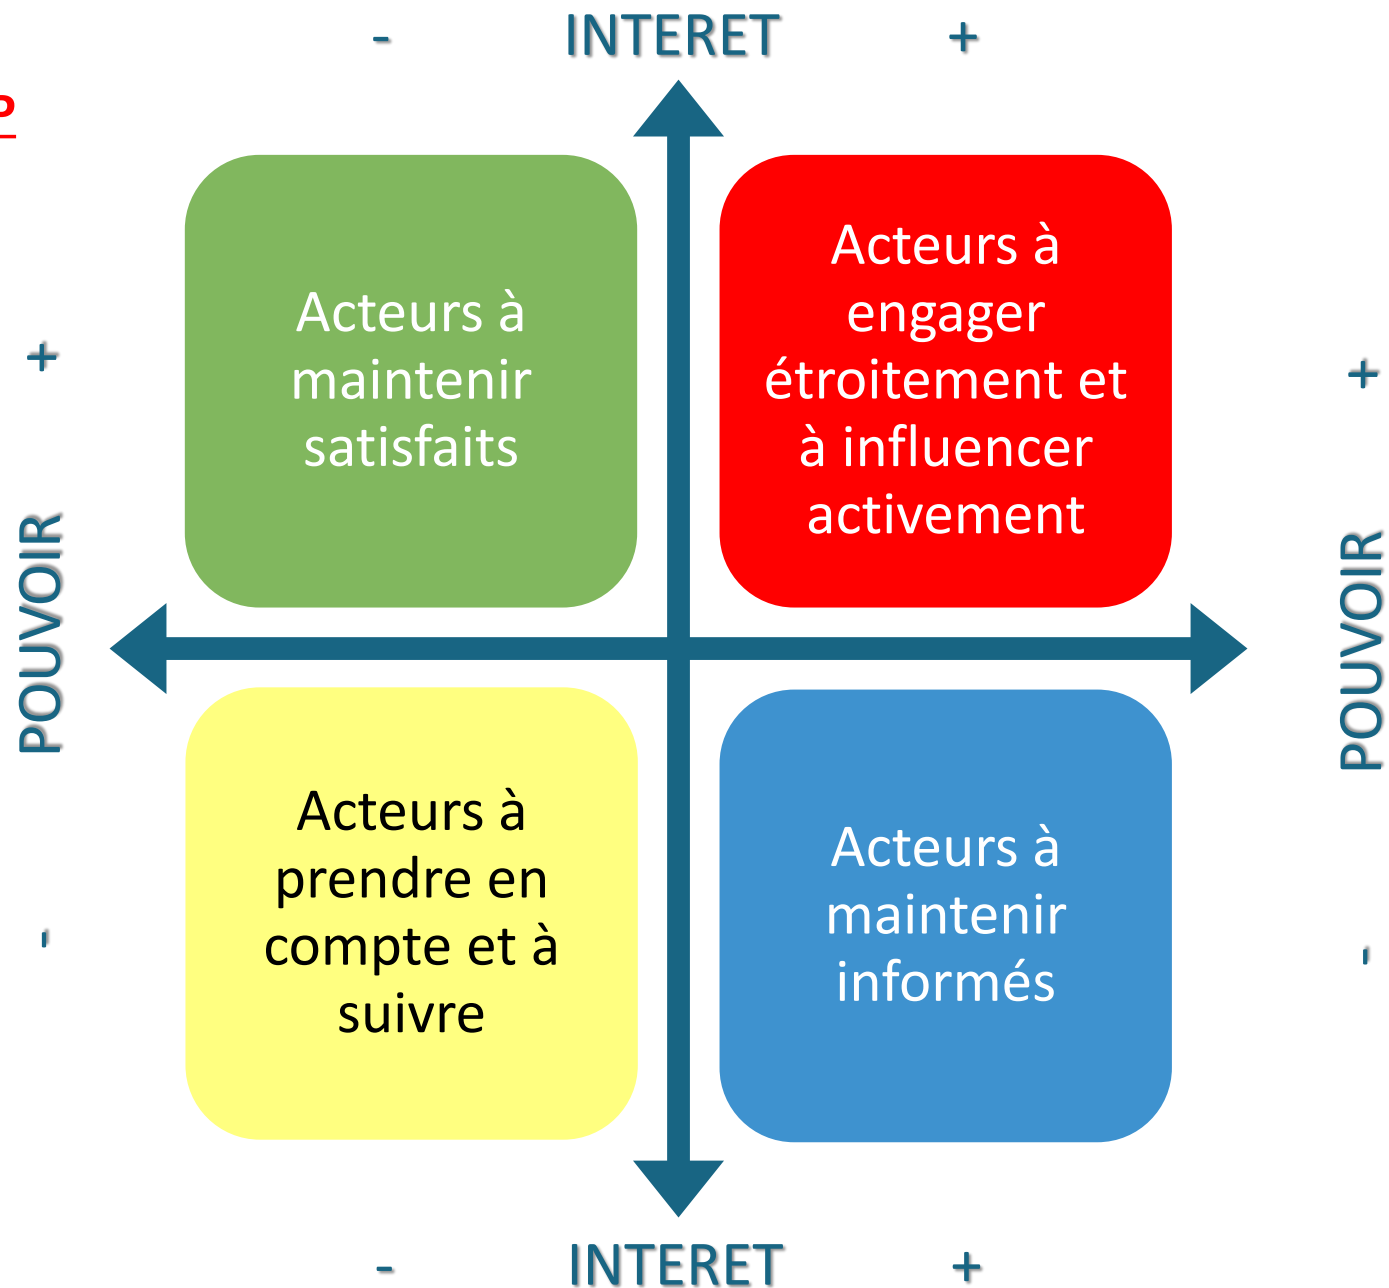 - INTERET +
P
Acteurs à
maintenir
satisfaits
Acteurs à
engager
étroitement et
à influencer
activement
+
POUVOIR
-
+
POUVOIR
-
Acteurs à
prendre en
compte et à
suivre
Acteurs à
maintenir
informés
- INTERET +